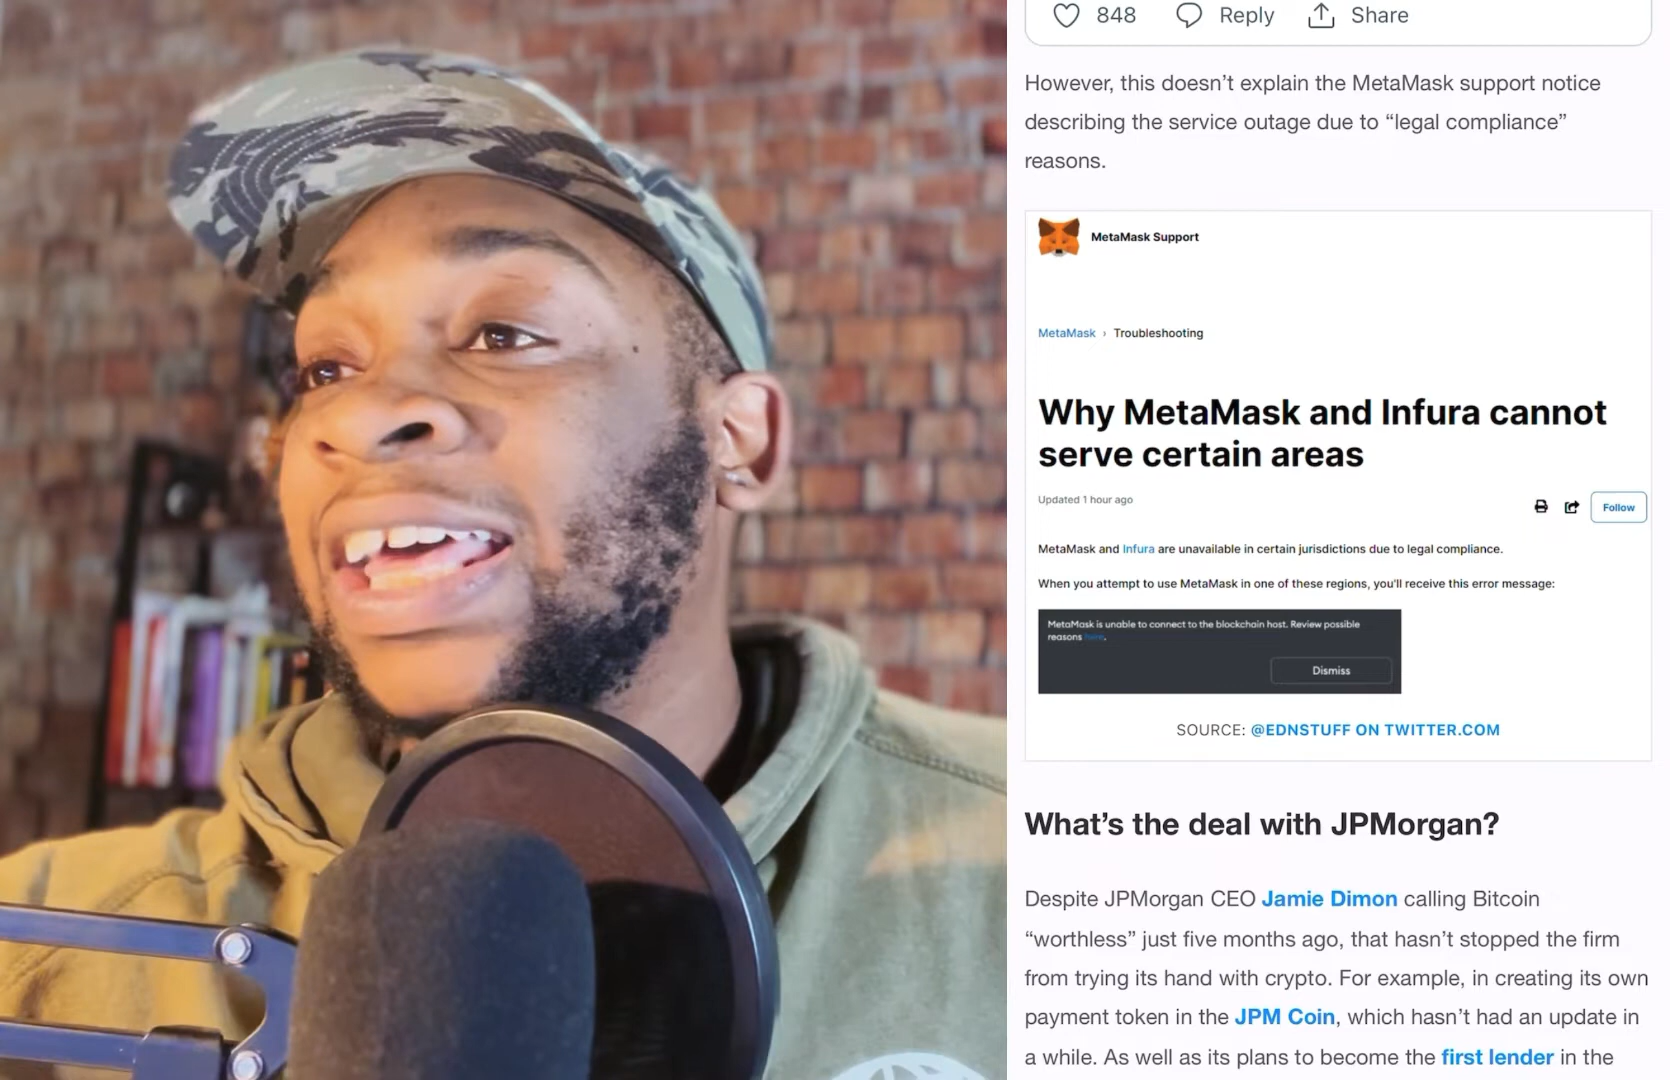 848 Reply Share
However, this doesn’t explain the MetaMask support notice
describing the service outage due to “legal compliance”
reasons.
MetaMask Support
MetaMask › Troubleshooting
Why MetaMask and Infura cannot
serve certain areas
Updated 1 hour ago
Follow
MetaMask and Infura are unavailable in certain jurisdictions due to legal compliance.
When you attempt to use MetaMask in one of these regions, you'll receive this error message:
MetaMask is unable to connect to the blockchain host. Review possible
reasons here.
Dismiss
SOURCE: @EDNSTUFF ON TWITTER.COM
What’s the deal with JPMorgan?
Despite JPMorgan CEO Jamie Dimon calling Bitcoin
“worthless” just five months ago, that hasn’t stopped the firm
from trying its hand with crypto. For example, in creating its own
payment token in the JPM Coin, which hasn’t had an update in
a while. As well as its plans to become the first lender in the